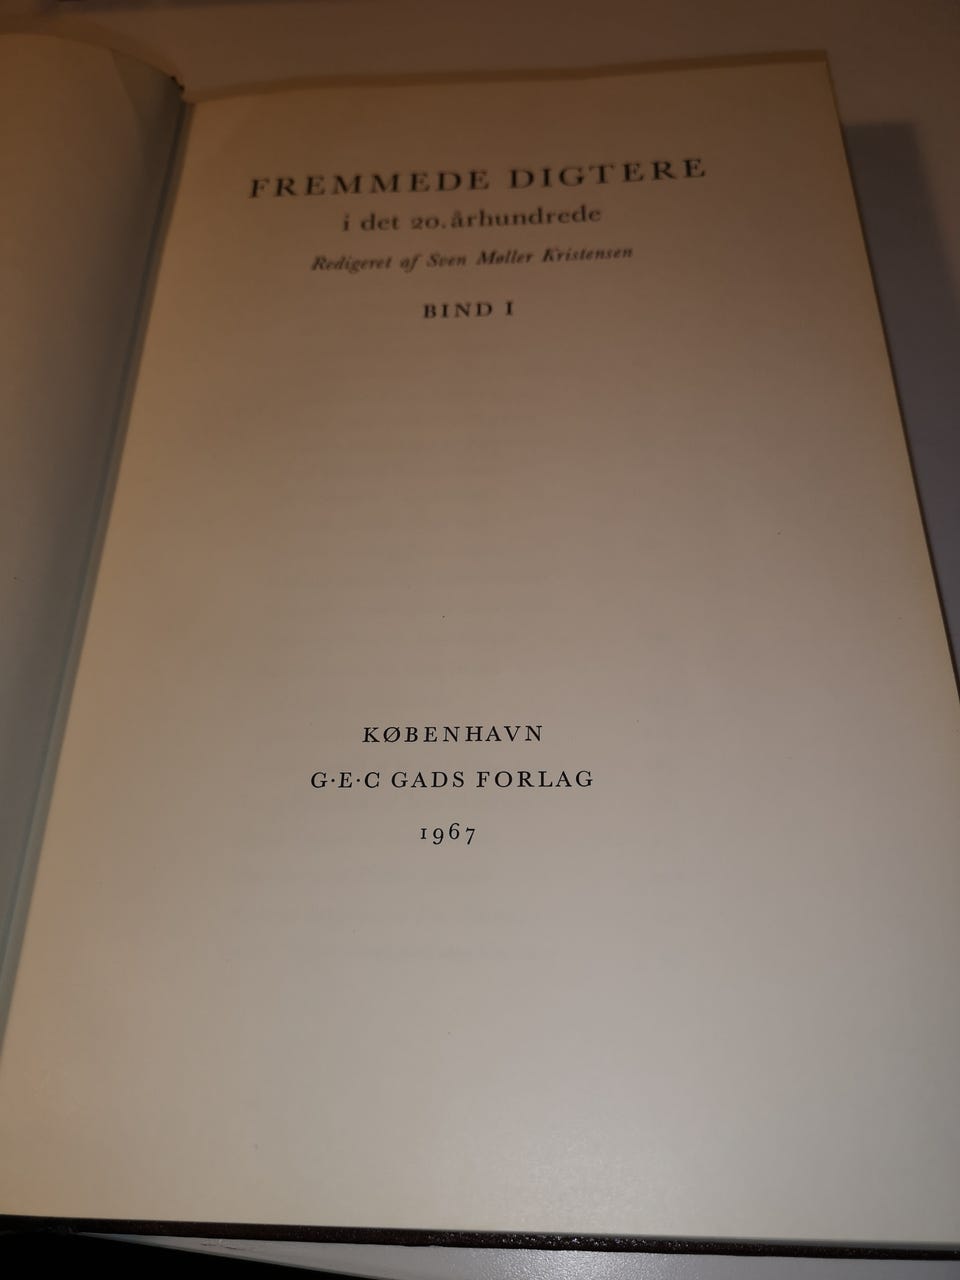 FREMMEDE DIGTERE
i det 20. århundrede
Redigeret af Sven Møller Kristensen
BIND I
KØBENHAVN
G·E·C GADS FORLAG
1967